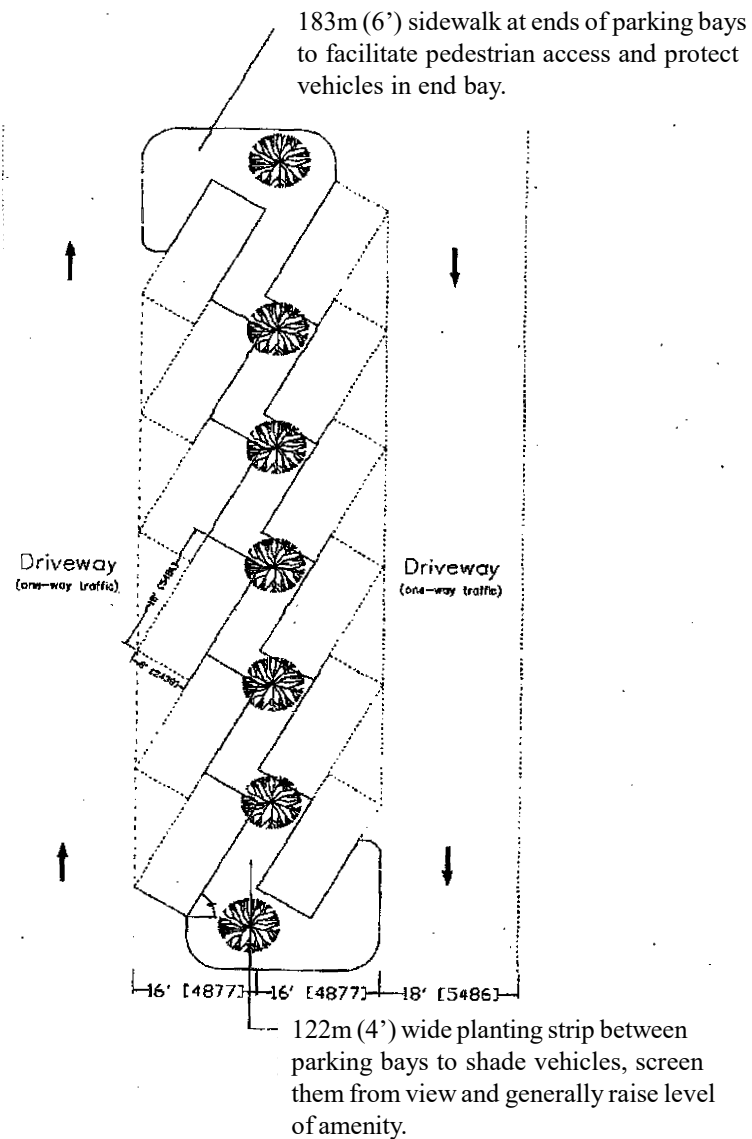 183m (6’) sidewalk at ends of parking bays
to facilitate pedestrian access and protect
vehicles in end bay.
Driveway
(one-way traffic)
Driveway
(one-way traffic)
18' [5486]
16' [4877]
16' [4877]
18' [5486]
122m (4’) wide planting strip between
parking bays to shade vehicles, screen
them from view and generally raise level
of amenity.